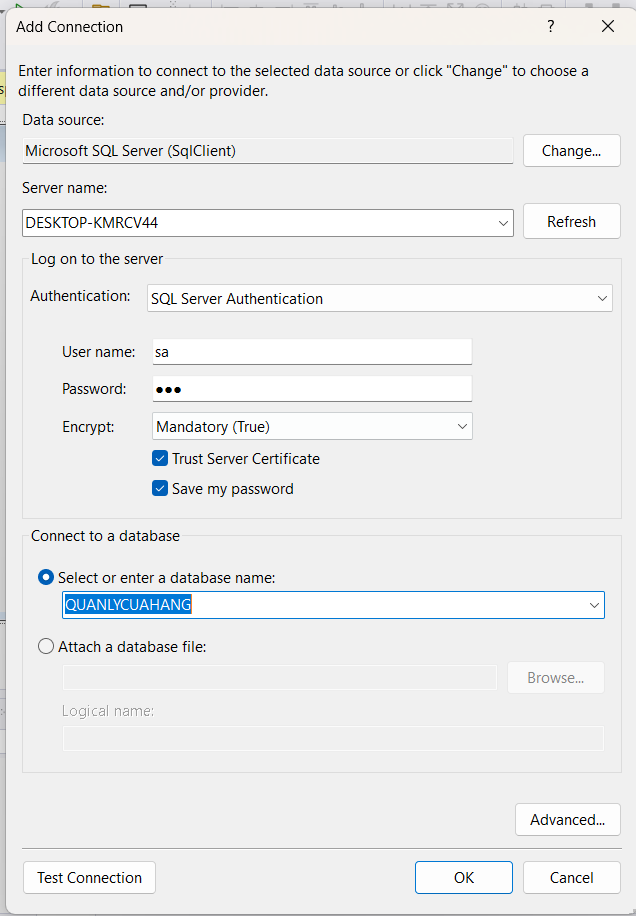 Add Connection
?
Enter information to connect to the selected data source or click "Change" to choose a
different data source and/or provider.
Data source:
Microsoft SQL Server (SqlClient)
Change...
Server name:
DESKTOP-KMRCV44
Refresh
Log on to the server
Authentication:
SQL Server Authentication
User name:
sa
Password:
●●●
Encrypt:
Mandatory (True)
Trust Server Certificate
Save my password
Connect to a database
Select or enter a database name:
QUANLYCUAHANG
Attach a database file:
Browse...
Logical name:
Advanced...
Test Connection
OK
Cancel